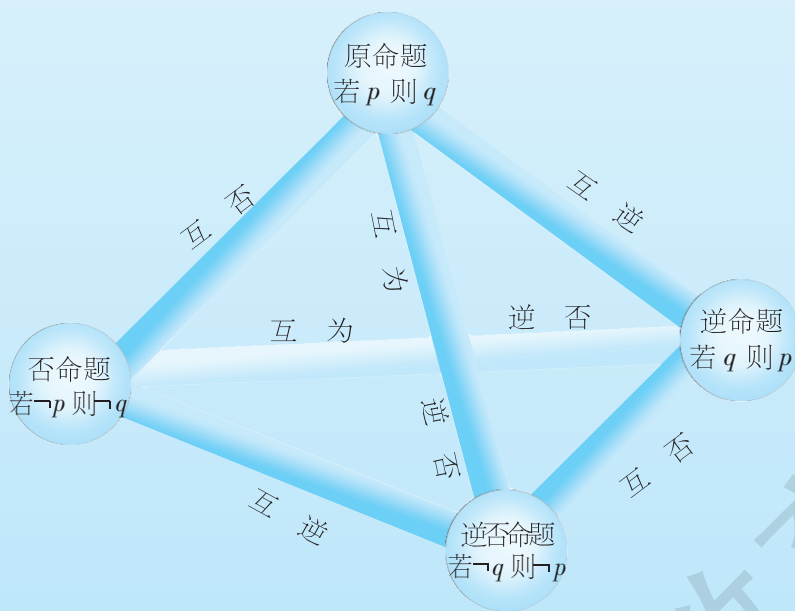 原命题
若 p 则 q
互 否
互 逆
互 为
逆 否
互 为
逆 否
逆命题
若 q 则 p
否命题
若¬p 则¬q
互 逆
互 否
逆否命题
若¬q 则¬p